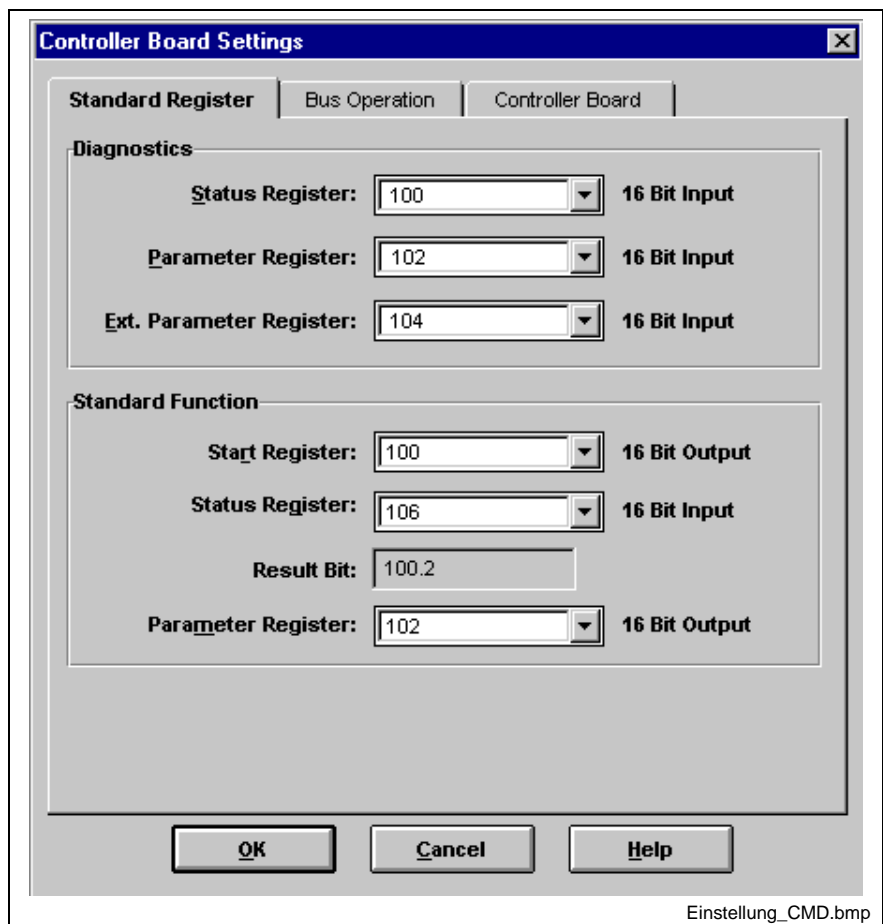 Controller Board Settings
Standard Register Bus Operation Controller Board
Diagnostics
Status Register: 100 16 Bit Input
Parameter Register: 102 16 Bit Input
Ext. Parameter Register: 104 16 Bit Input
Standard Function
Start Register: 100 16 Bit Output
Status Register: 106 16 Bit Input
Result Bit: 100.2
Parameter Register: 102 16 Bit Output
OK Cancel Help
Einstellung_CMD.bmp